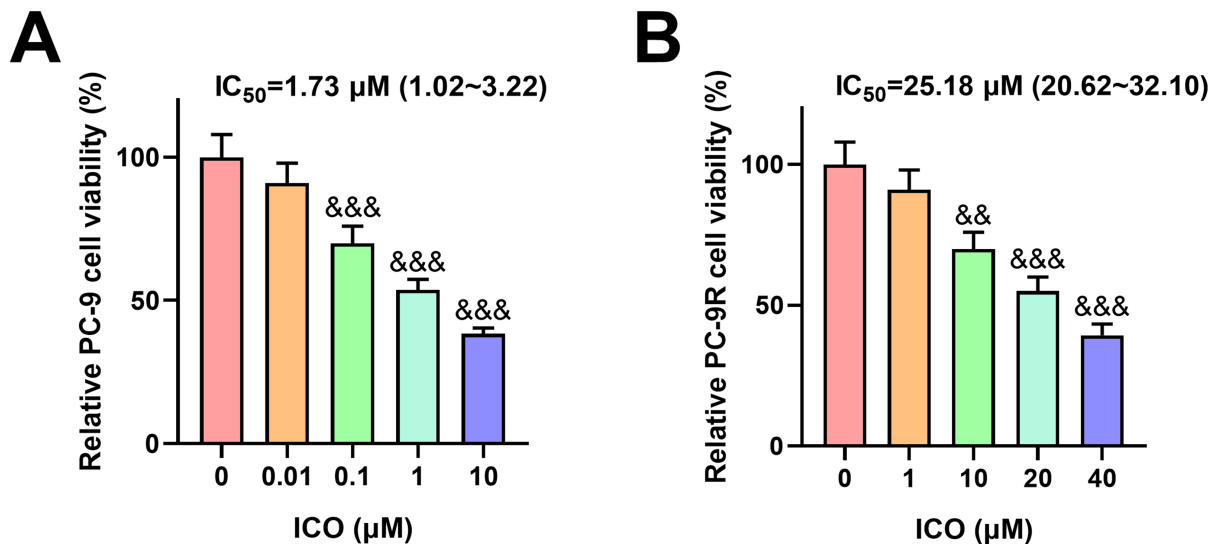 A
IC50=1.73 µM (1.02~3.22)
Relative PC-9 cell viability (%)
100
50
0
&&&
&&&
&&&
0 0.01 0.1 1 10
ICO (µM)
B
IC50=25.18 µM (20.62~32.10)
Relative PC-9R cell viability (%)
100
50
0
&&
&&&
&&&
0 1 10 20 40
ICO (µM)